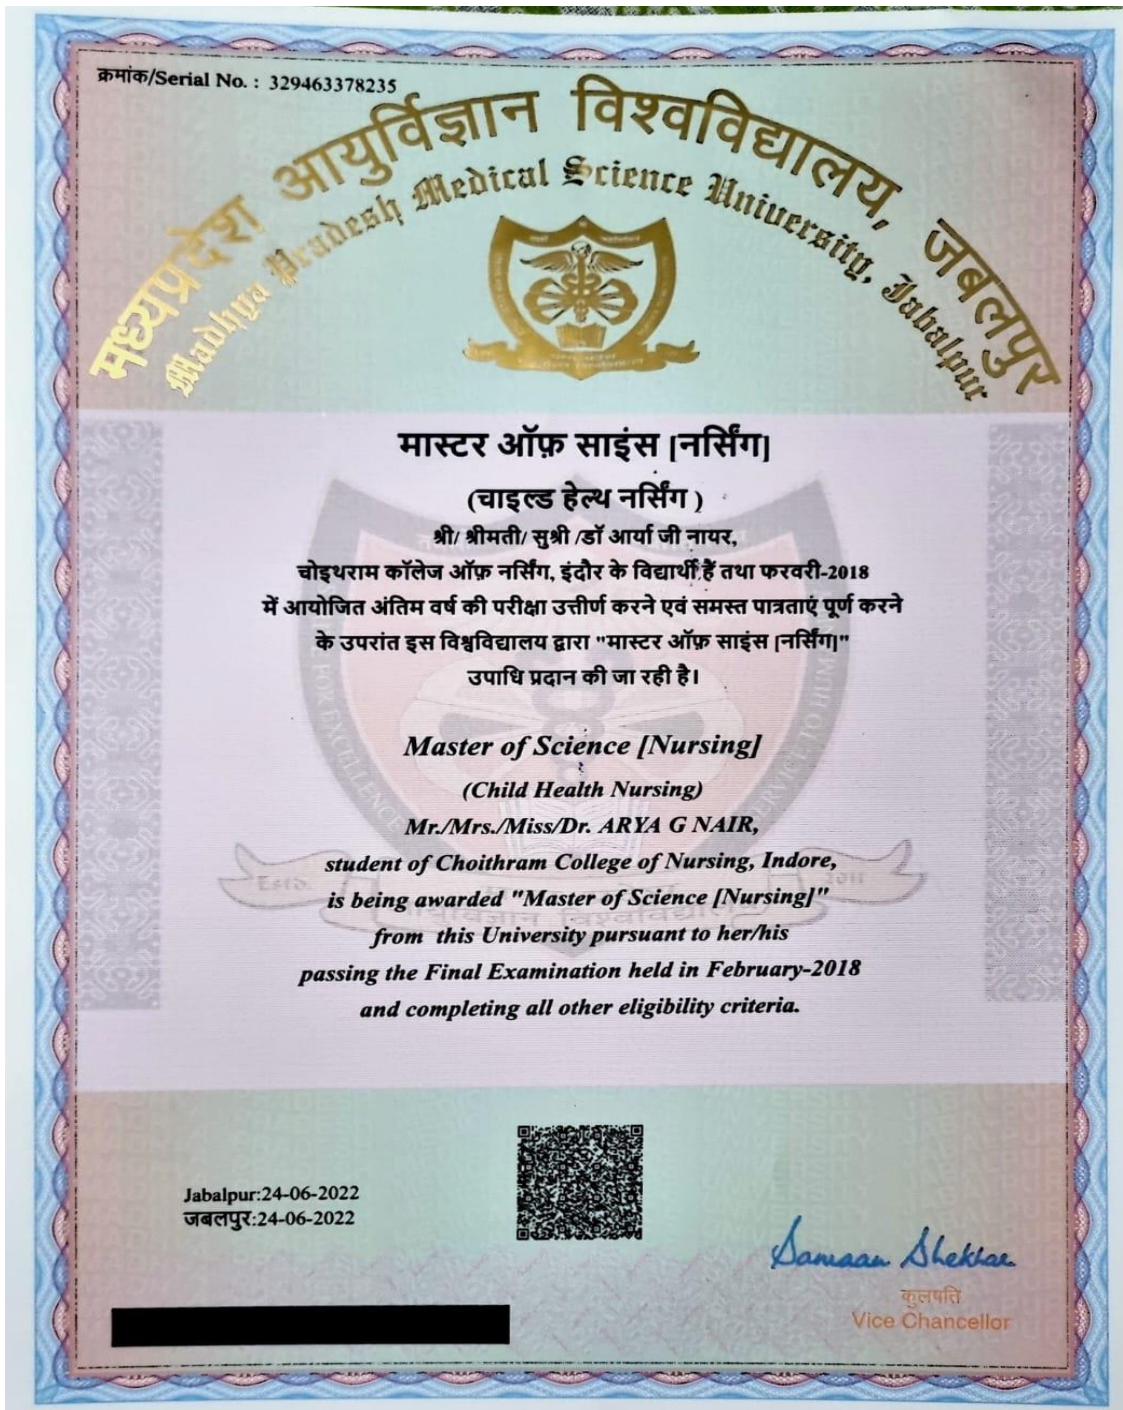 क्रमांक/Serial No. : 329463378235
मध्यप्रदेश आयुर्विज्ञान विश्वविद्यालय, जबलपुर
Madhya Pradesh Medical Science University, Jabalpur
मास्टर ऑफ़ साइंस [नर्सिंग]
(चाइल्ड हेल्थ नर्सिंग )
श्री/ श्रीमती/ सुश्री /डॉ आर्या जी नायर,
चोइथराम कॉलेज ऑफ़ नर्सिंग, इंदौर के विद्यार्थी हैं तथा फरवरी-2018
में आयोजित अंतिम वर्ष की परीक्षा उत्तीर्ण करने एवं समस्त पात्रताएं पूर्ण करने
के उपरांत इस विश्वविद्यालय द्वारा "मास्टर ऑफ़ साइंस [नर्सिंग]"
उपाधि प्रदान की जा रही है।
Master of Science [Nursing]
(Child Health Nursing)
Mr./Mrs./Miss/Dr. ARYA G NAIR,
student of Choithram College of Nursing, Indore,
is being awarded "Master of Science [Nursing]"
from this University pursuant to her/his
passing the Final Examination held in February-2018
and completing all other eligibility criteria.
Estd. 2011
Jabalpur:24-06-2022
जबलपुर:24-06-2022
कुलपति
Vice Chancellor